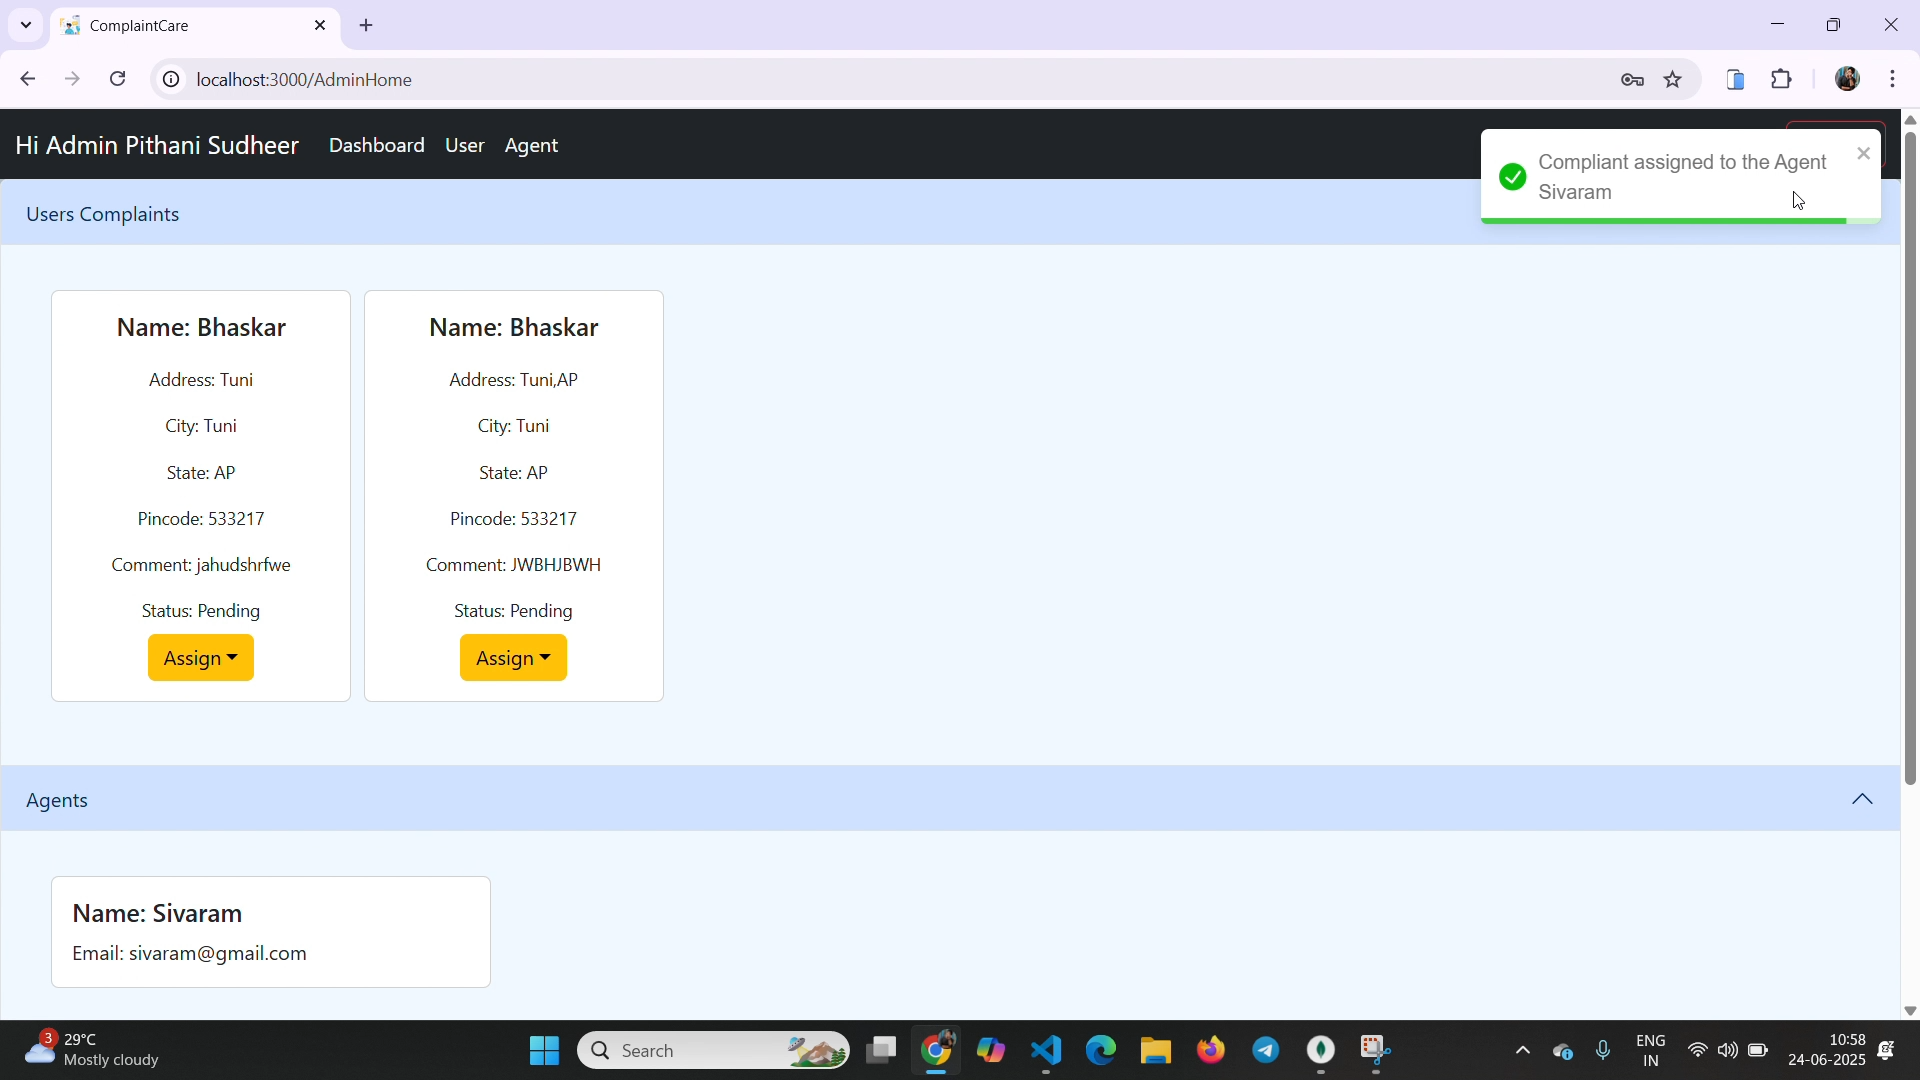 ComplaintCare
localhost:3000/AdminHome
Hi Admin Pithani Sudheer Dashboard User Agent
Compliant assigned to the Agent
Sivaram
Users Complaints
Name: Bhaskar
Address: Tuni
City: Tuni
State: AP
Pincode: 533217
Comment: jahudshrfwe
Status: Pending
Assign
Name: Bhaskar
Address: Tuni,AP
City: Tuni
State: AP
Pincode: 533217
Comment: JWBHJBWH
Status: Pending
Assign
Agents
Name: Sivaram
Email: sivaram@gmail.com
3
29°C
Mostly cloudy
Search
ENG
IN
10:58
24-06-2025